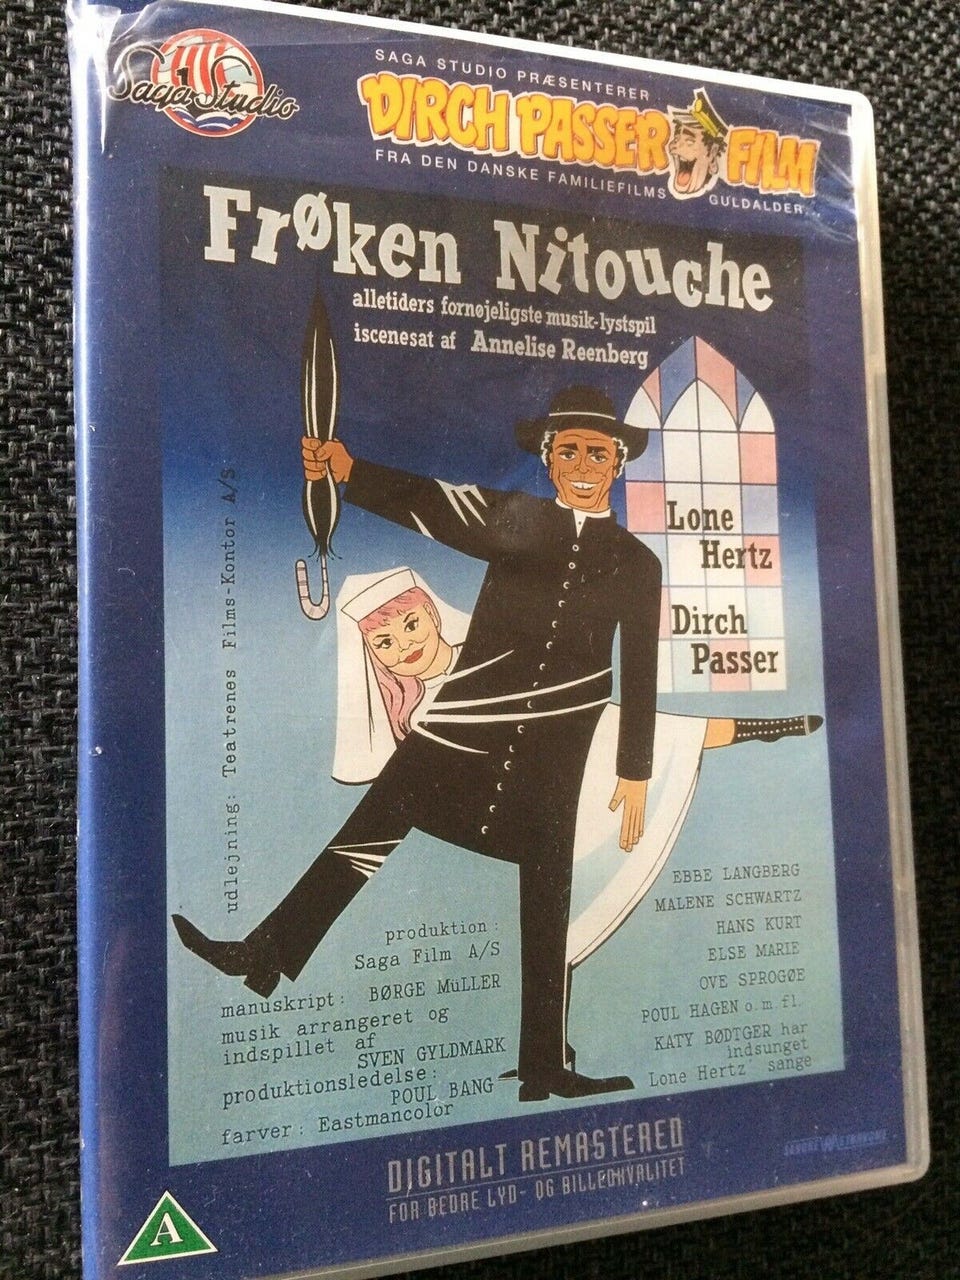 Saga Studio
SAGA STUDIO PRÆSENTERER
DIRCH PASSER FILM
FRA DEN DANSKE FAMILIEFILMS GULDALDER...
Frøken Nitouche
alletiders fornøjeligste musik-lystspil
iscenesat af Annelise Reenberg
udlejning: Teatrenes Films-Kontor A/S
Lone
Hertz
Dirch
Passer
produktion:
Saga Film A/S
manuskript: BØRGE MüLLER
musik arrangeret og
indspillet af
SVEN GYLDMARK
produktionsledelse:
POUL BANG
farver: Eastmancolor
EBBE LANGBERG
MALENE SCHWARTZ
HANS KURT
ELSE MARIE
OVE SPROGØE
POUL HAGEN o.m.fl.
KATY BØDTGER har
indsunget
Lone Hertz' sange
DIGITALT REMASTERED
FOR BEDRE LYD- OG BILLEDKVALITET
A